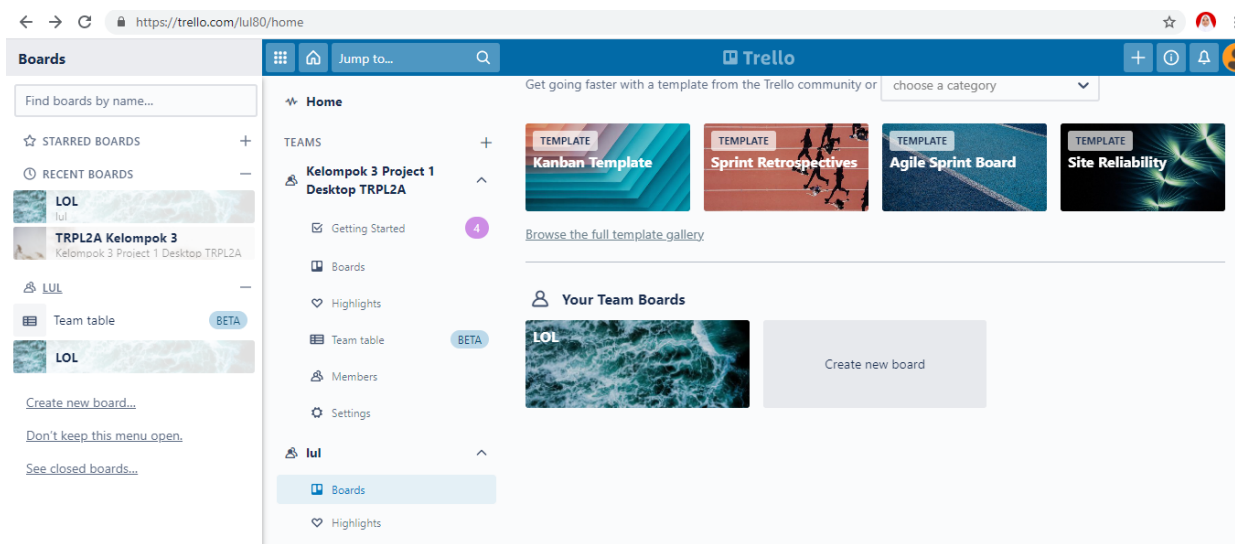 https://trello.com/lul80/home
Boards
Find boards by name...
STARRED BOARDS
RECENT BOARDS
LOL
lul
TRPL2A Kelompok 3
Kelompok 3 Project 1 Desktop TRPL2A
LUL
Team table BETA
LOL
Create new board...
Don't keep this menu open.
See closed boards...
Jump to...
Trello
Home
TEAMS
Kelompok 3 Project 1
Desktop TRPL2A
Getting Started 4
Boards
Highlights
Team table BETA
Members
Settings
lul
Boards
Highlights
Get going faster with a template from the Trello community or choose a category
TEMPLATE
Kanban Template
TEMPLATE
Sprint Retrospectives
TEMPLATE
Agile Sprint Board
TEMPLATE
Site Reliability
Browse the full template gallery
Your Team Boards
LOL
Create new board